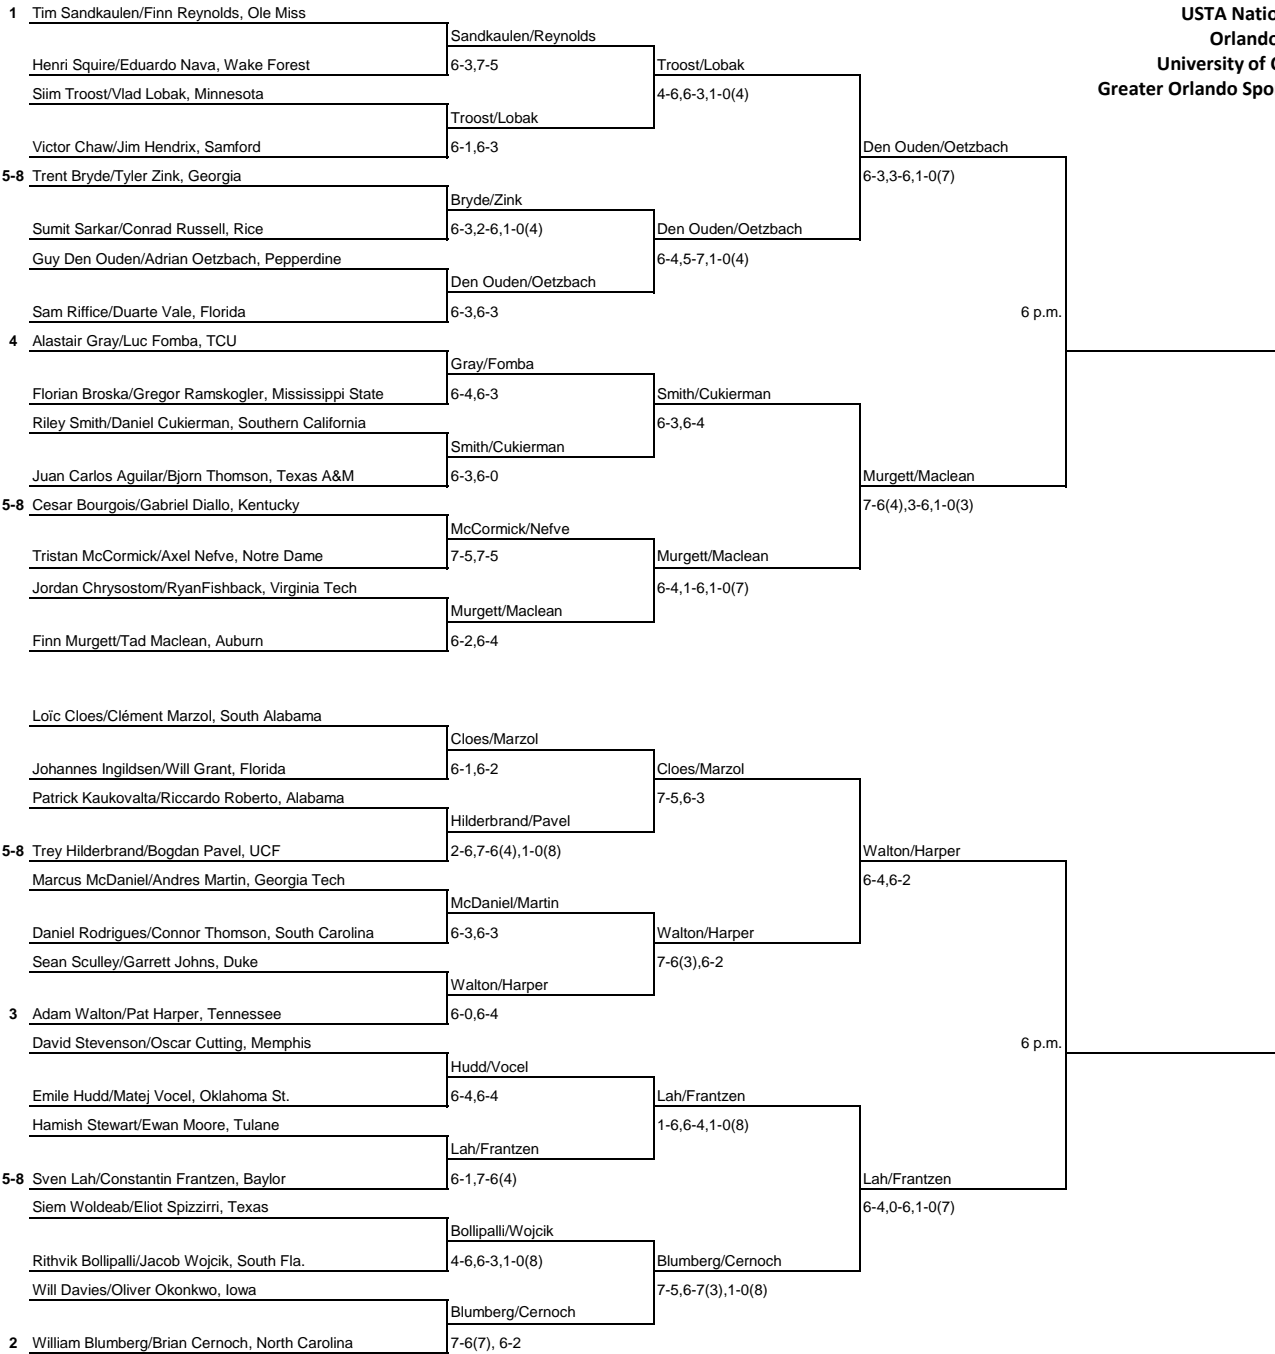 1 Tim Sandkaulen/Finn Reynolds, Ole Miss
USTA Natio
Sandkaulen/Reynolds
Orlando
Henri Squire/Eduardo Nava, Wake Forest 6-3,7-5 Troost/Lobak
University of
Siim Troost/Vlad Lobak, Minnesota 4-6,6-3,1-0(4)
Greater Orlando Spo
Troost/Lobak
Victor Chaw/Jim Hendrix, Samford 6-1,6-3 Den Ouden/Oetzbach
5-8 Trent Bryde/Tyler Zink, Georgia 6-3,3-6,1-0(7)
Bryde/Zink
Sumit Sarkar/Conrad Russell, Rice 6-3,2-6,1-0(4) Den Ouden/Oetzbach
Guy Den Ouden/Adrian Oetzbach, Pepperdine 6-4,5-7,1-0(4)
Den Ouden/Oetzbach
Sam Riffice/Duarte Vale, Florida 6-3,6-3 6 p.m.
4 Alastair Gray/Luc Fomba, TCU
Gray/Fomba
Florian Broska/Gregor Ramskogler, Mississippi State 6-4,6-3 Smith/Cukierman
Riley Smith/Daniel Cukierman, Southern California 6-3,6-4
Smith/Cukierman
Juan Carlos Aguilar/Bjorn Thomson, Texas A&M 6-3,6-0 Murgett/Maclean
5-8 Cesar Bourgois/Gabriel Diallo, Kentucky 7-6(4),3-6,1-0(3)
McCormick/Nefve
Tristan McCormick/Axel Nefve, Notre Dame 7-5,7-5 Murgett/Maclean
Jordan Chrysostom/RyanFishback, Virginia Tech 6-4,1-6,1-0(7)
Murgett/Maclean
Finn Murgett/Tad Maclean, Auburn 6-2,6-4
Loïc Cloes/Clément Marzol, South Alabama
Cloes/Marzol
Johannes Ingildsen/Will Grant, Florida 6-1,6-2 Cloes/Marzol
Patrick Kaukovalta/Riccardo Roberto, Alabama 7-5,6-3
Hilderbrand/Pavel
5-8 Trey Hilderbrand/Bogdan Pavel, UCF 2-6,7-6(4),1-0(8) Walton/Harper
Marcus McDaniel/Andres Martin, Georgia Tech 6-4,6-2
McDaniel/Martin
Daniel Rodrigues/Connor Thomson, South Carolina 6-3,6-3 Walton/Harper
Sean Sculley/Garrett Johns, Duke 7-6(3),6-2
Walton/Harper
3 Adam Walton/Pat Harper, Tennessee 6-0,6-4
David Stevenson/Oscar Cutting, Memphis 6 p.m.
Hudd/Vocel
Emile Hudd/Matej Vocel, Oklahoma St. 6-4,6-4 Lah/Frantzen
Hamish Stewart/Ewan Moore, Tulane 1-6,6-4,1-0(8)
Lah/Frantzen
5-8 Sven Lah/Constantin Frantzen, Baylor 6-1,7-6(4) Lah/Frantzen
Siem Woldeab/Eliot Spizzirri, Texas 6-4,0-6,1-0(7)
Bollipalli/Wojcik
Rithvik Bollipalli/Jacob Wojcik, South Fla. 4-6,6-3,1-0(8) Blumberg/Cernoch
Will Davies/Oliver Okonkwo, Iowa 7-5,6-7(3),1-0(8)
Blumberg/Cernoch
2 William Blumberg/Brian Cernoch, North Carolina 7-6(7), 6-2